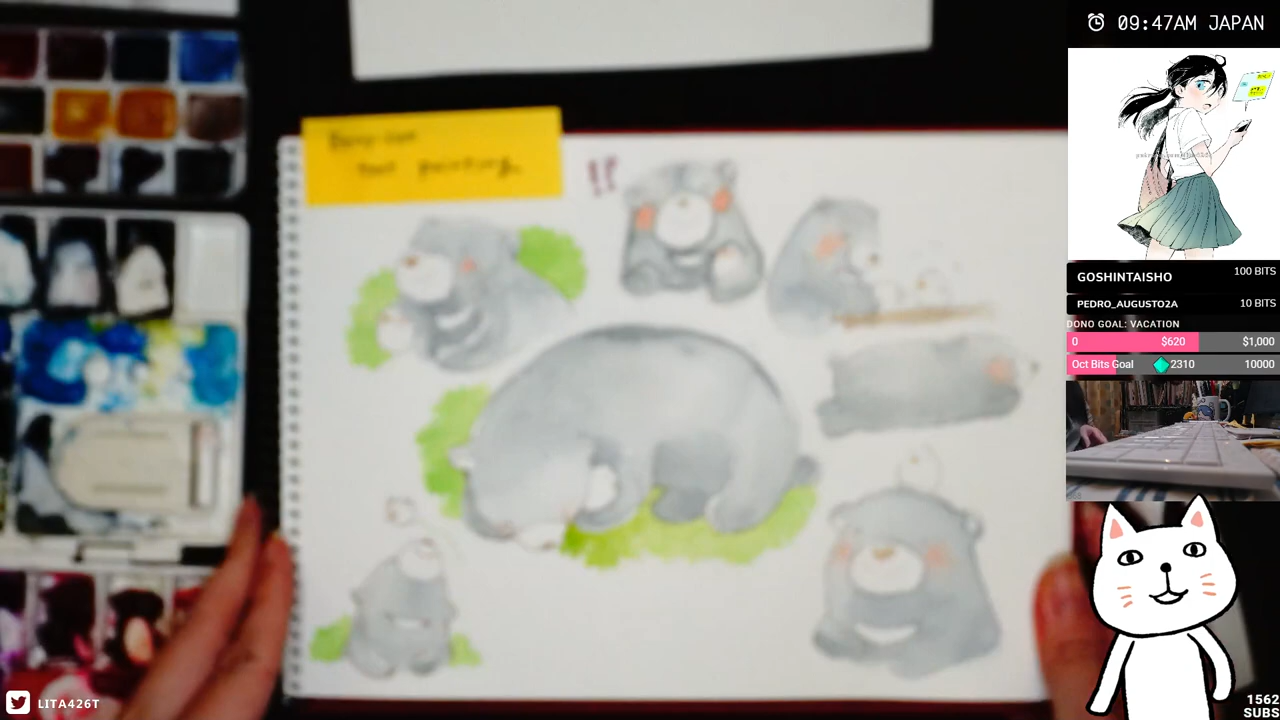 09:47AM JAPAN
painting
!!
GOSHINTAISHO 100 BITS
PEDRO_AUGUSTO2A 10 BITS
DONO GOAL: VACATION
0 $620 $1,000
Oct Bits Goal 2310 10000
LITA426T
1562
SUBS